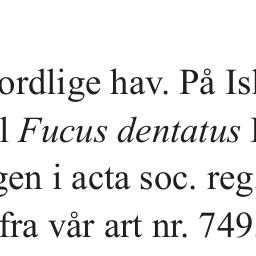 ordlige hav. På Isl
l Fucus dentatus
gen i acta soc. reg.
fra vår art nr. 749.